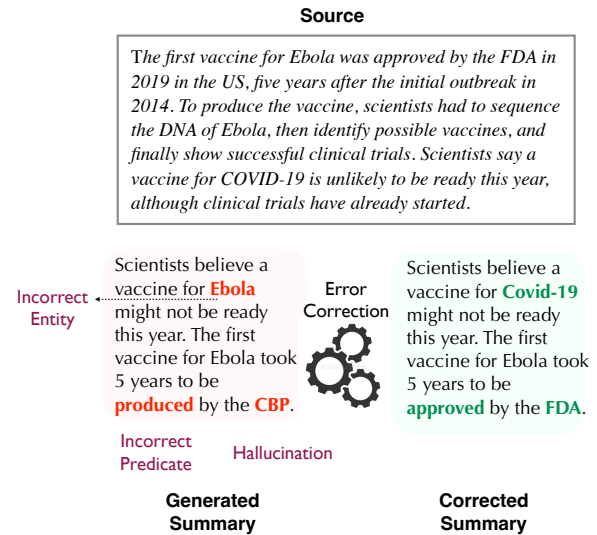 Source
The first vaccine for Ebola was approved by the FDA in
2019 in the US, five years after the initial outbreak in
2014. To produce the vaccine, scientists had to sequence
the DNA of Ebola, then identify possible vaccines, and
finally show successful clinical trials. Scientists say a
vaccine for COVID-19 is unlikely to be ready this year,
although clinical trials have already started.
Incorrect
Entity
Scientists believe a
vaccine for Ebola
might not be ready
this year. The first
vaccine for Ebola took
5 years to be
produced by the CBP.
Incorrect
Predicate
Hallucination
Generated
Summary
Error
Correction
Scientists believe a
vaccine for Covid-19
might not be ready
this year. The first
vaccine for Ebola took
5 years to be
approved by the FDA.
Corrected
Summary